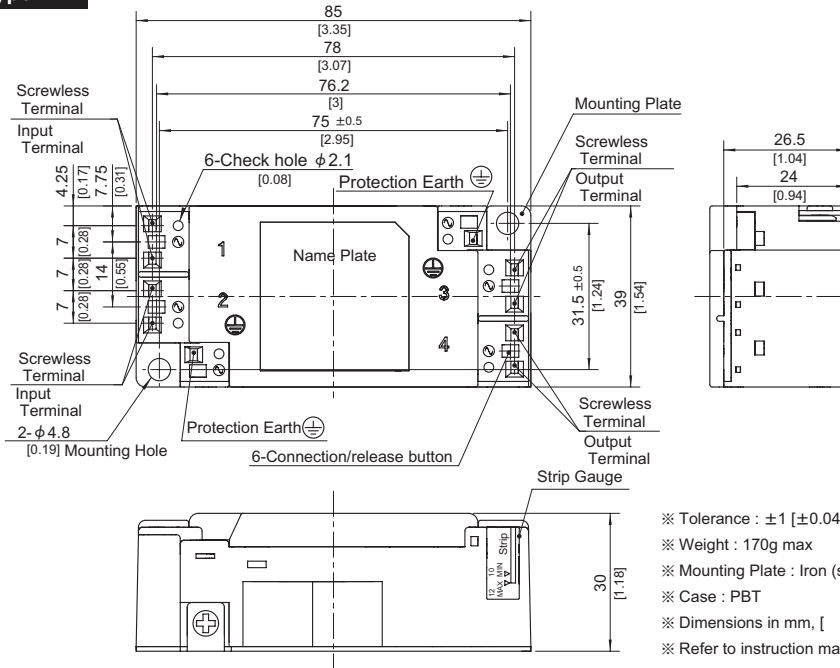 85
[3.35]
78
[3.07]
76.2
[3]
75 ±0.5
[2.95]
Screwless
Terminal
Input
Terminal
4.25
[0.17]
7.75
[0.31]
6-Check hole φ2.1
[0.08]
Protection Earth
Mounting Plate
Screwless
Terminal
Output
Terminal
26.5
[1.04]
24
[0.94]
7
[0.28]
7
[0.28]
14
[0.55]
7
[0.28]
1
2
Name Plate
3
4
31.5 ±0.5
[1.24]
39
[1.54]
Screwless
Terminal
Input
Terminal
2-φ4.8
[0.19] Mounting Hole
Protection Earth
6-Connection/release button
Screwless
Terminal
Output
Terminal
Strip Gauge
Strip
12 10
MAX MIN
30
[1.18]
※ Tolerance : ±1 [±0.04
※ Weight : 170g max
※ Mounting Plate : Iron (s
※ Case : PBT
※ Dimensions in mm, [
※ Refer to instruction ma